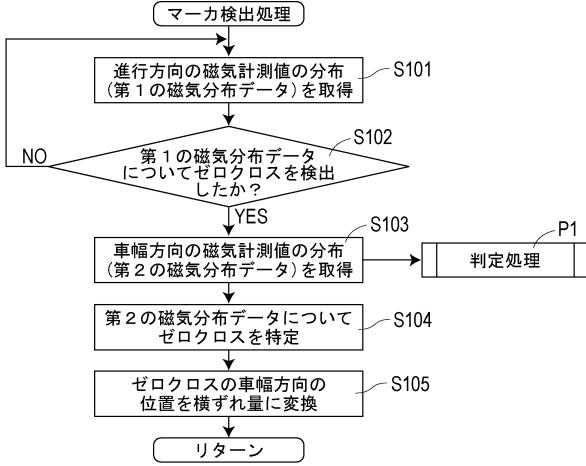 マーカ検出処理
進行方向の磁気計測値の分布
(第１の磁気分布データ)を取得
S101
第１の磁気分布データ
についてゼロクロスを検出
したか？
S102
NO
YES
車幅方向の磁気計測値の分布
(第２の磁気分布データ)を取得
S103
判定処理
P1
第２の磁気分布データについて
ゼロクロスを特定
S104
ゼロクロスの車幅方向の
位置を横ずれ量に変換
S105
リターン